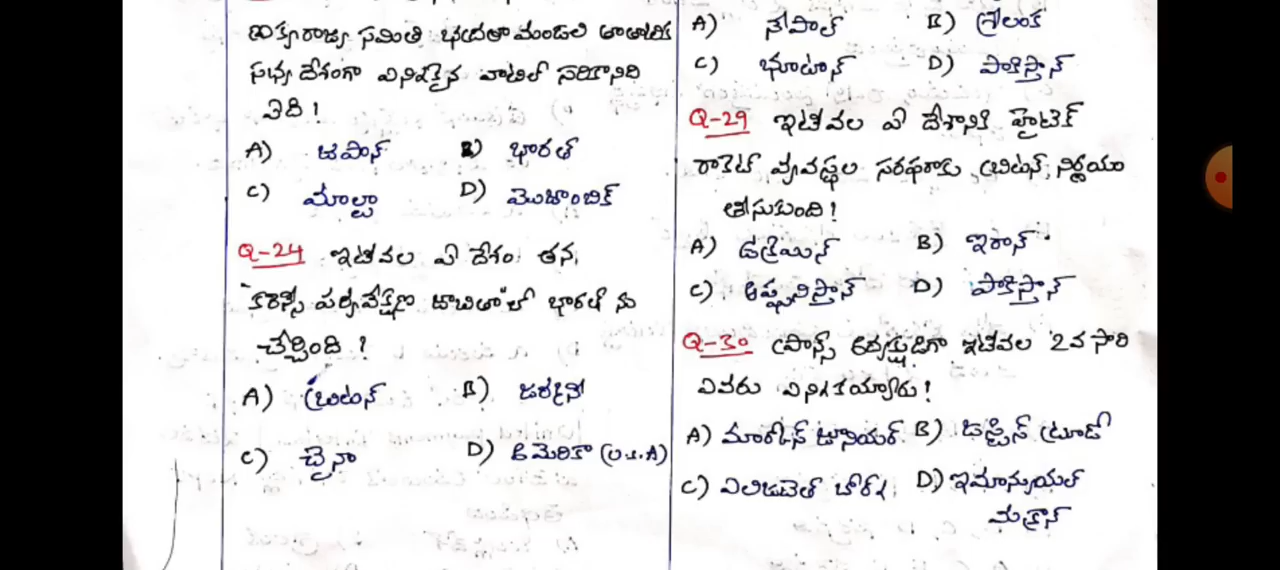 ఐక్యరాజ్య సమితి భద్రతా మండలి తాత్కాలిక
సభ్య దేశంగా ఎన్నికైన వాటిలో సరికానిది
ఏది!
A) జపాన్ B) భారత్
C) మాల్టా D) మొజాంబిక్
Q-24 ఇటీవల ఏ దేశం తన
కరెన్సీ పర్యవేక్షణ జాబితాలో భారత్ ను
చేర్చింది!
A) బ్రిటన్ B) జర్మనీ
C) చైనా D) అమెరికా (U.S.A)
A) నేపాల్ B) శ్రీలంక
C) భూటాన్ D) పాకిస్తాన్
Q-29 ఇటీవల ఏ దేశానికి హైటెక్
రాకెట్ వ్యవస్థల సరఫరాకు బ్రిటన్ నిర్ణయం
తీసుకుంది!
A) ఉక్రెయిన్ B) ఇరాన్
C) ఆఫ్ఘనిస్తాన్ D) పాకిస్తాన్
Q-30 ఫ్రాన్స్ అధ్యక్షుడిగా ఇటీవల 2వ సారి
ఎవరు ఎన్నికయ్యారు!
A) మార్కోస్ జూనియర్ B) జస్టిన్ ట్రూడో
C) ఎలిజబెత్ బోర్న్ D) ఇమాన్యుయల్
మక్రాన్